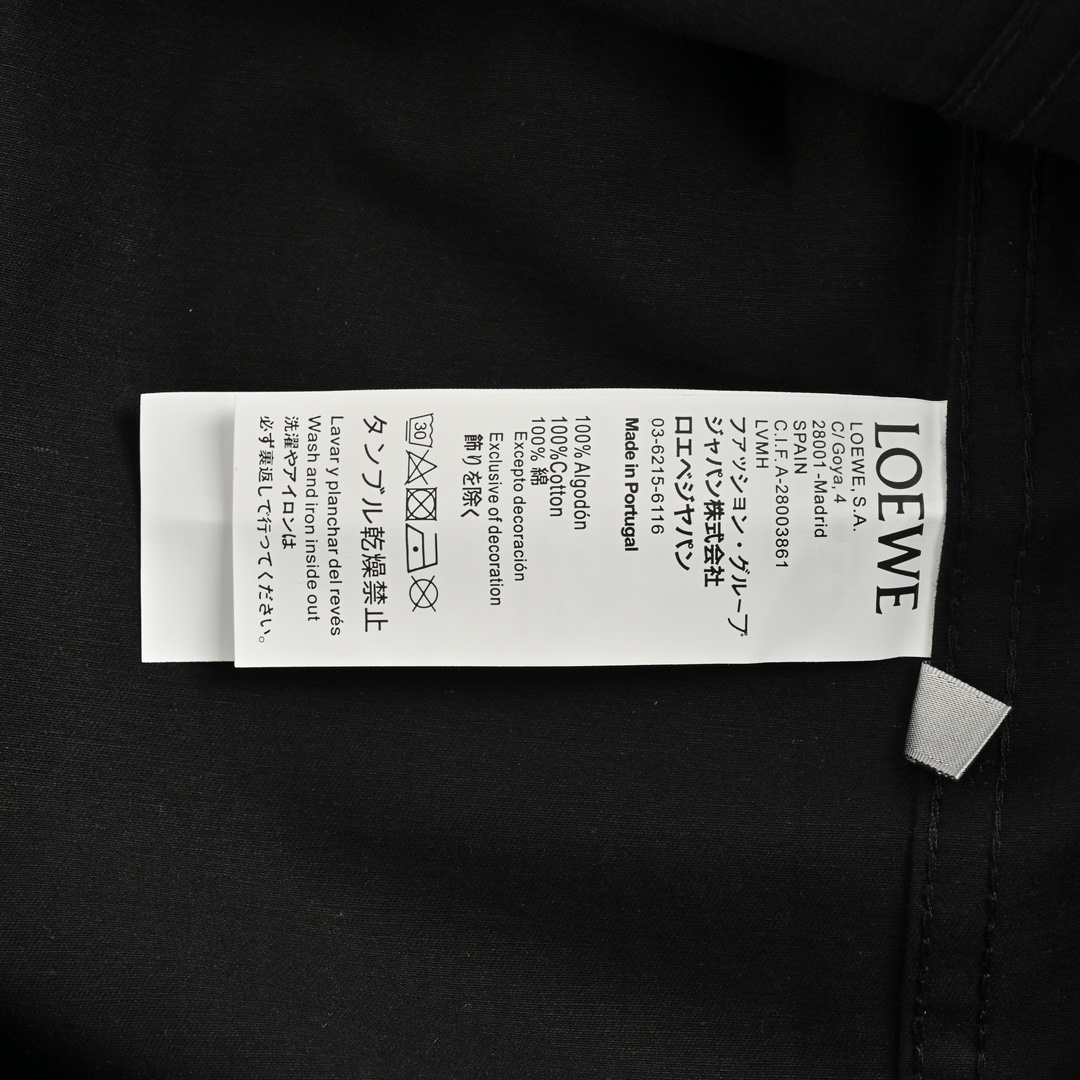 LOEWE
LOEWE, S.A.
C/ Goya, 4
28001 -Madrid
SPAIN
C.I.F. A-28003861
LVMH
ファッション・グループ
ジャパン株式会社
ロエベジヤパン
03-6215-6116
Made in Portugal
100% Algodón
100%Cotton
100% 綿
Excepto decoración
Exclusive of decoration
飾りを除く
30
タンブル乾燥禁止
Lavar y planchar del revés
Wash and iron inside out
洗濯やアイロンは
必ず裏返しで行つてください。